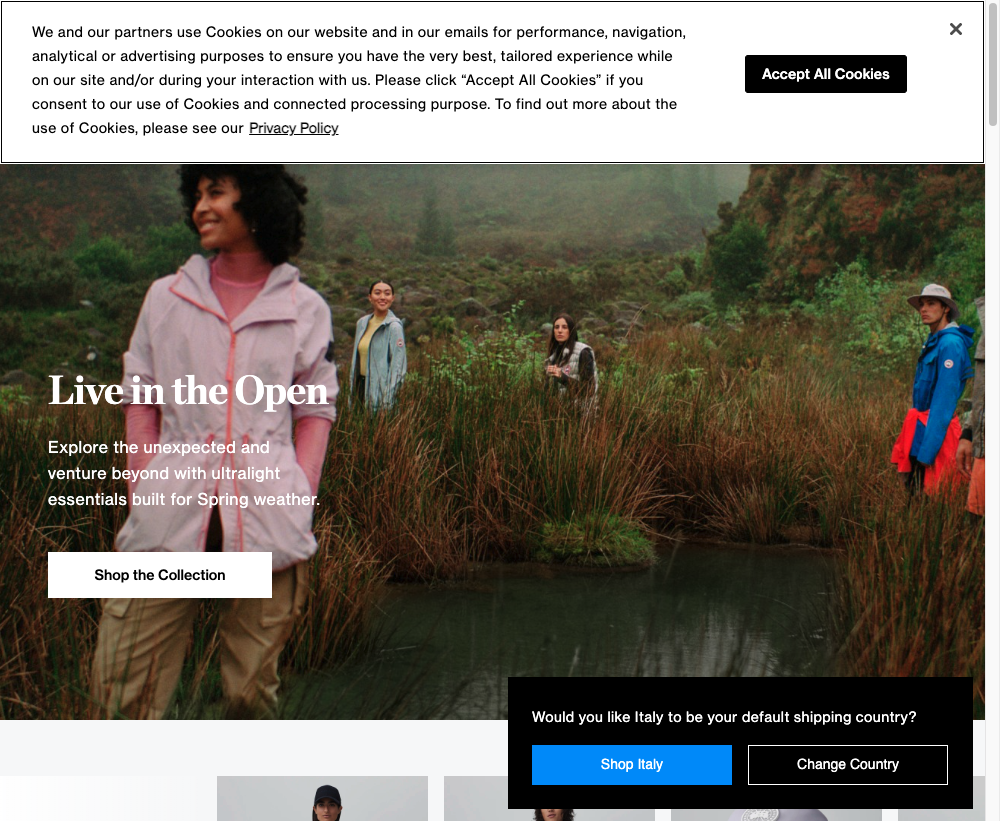 We and our partners use Cookies on our website and in our emails for performance, navigation,
analytical or advertising purposes to ensure you have the very best, tailored experience while
on our site and/or during your interaction with us. Please click “Accept All Cookies” if you
consent to our use of Cookies and connected processing purpose. To find out more about the
use of Cookies, please see our Privacy Policy
Accept All Cookies
Live in the Open
Explore the unexpected and
venture beyond with ultralight
essentials built for Spring weather.
Shop the Collection
Would you like Italy to be your default shipping country?
Shop Italy
Change Country